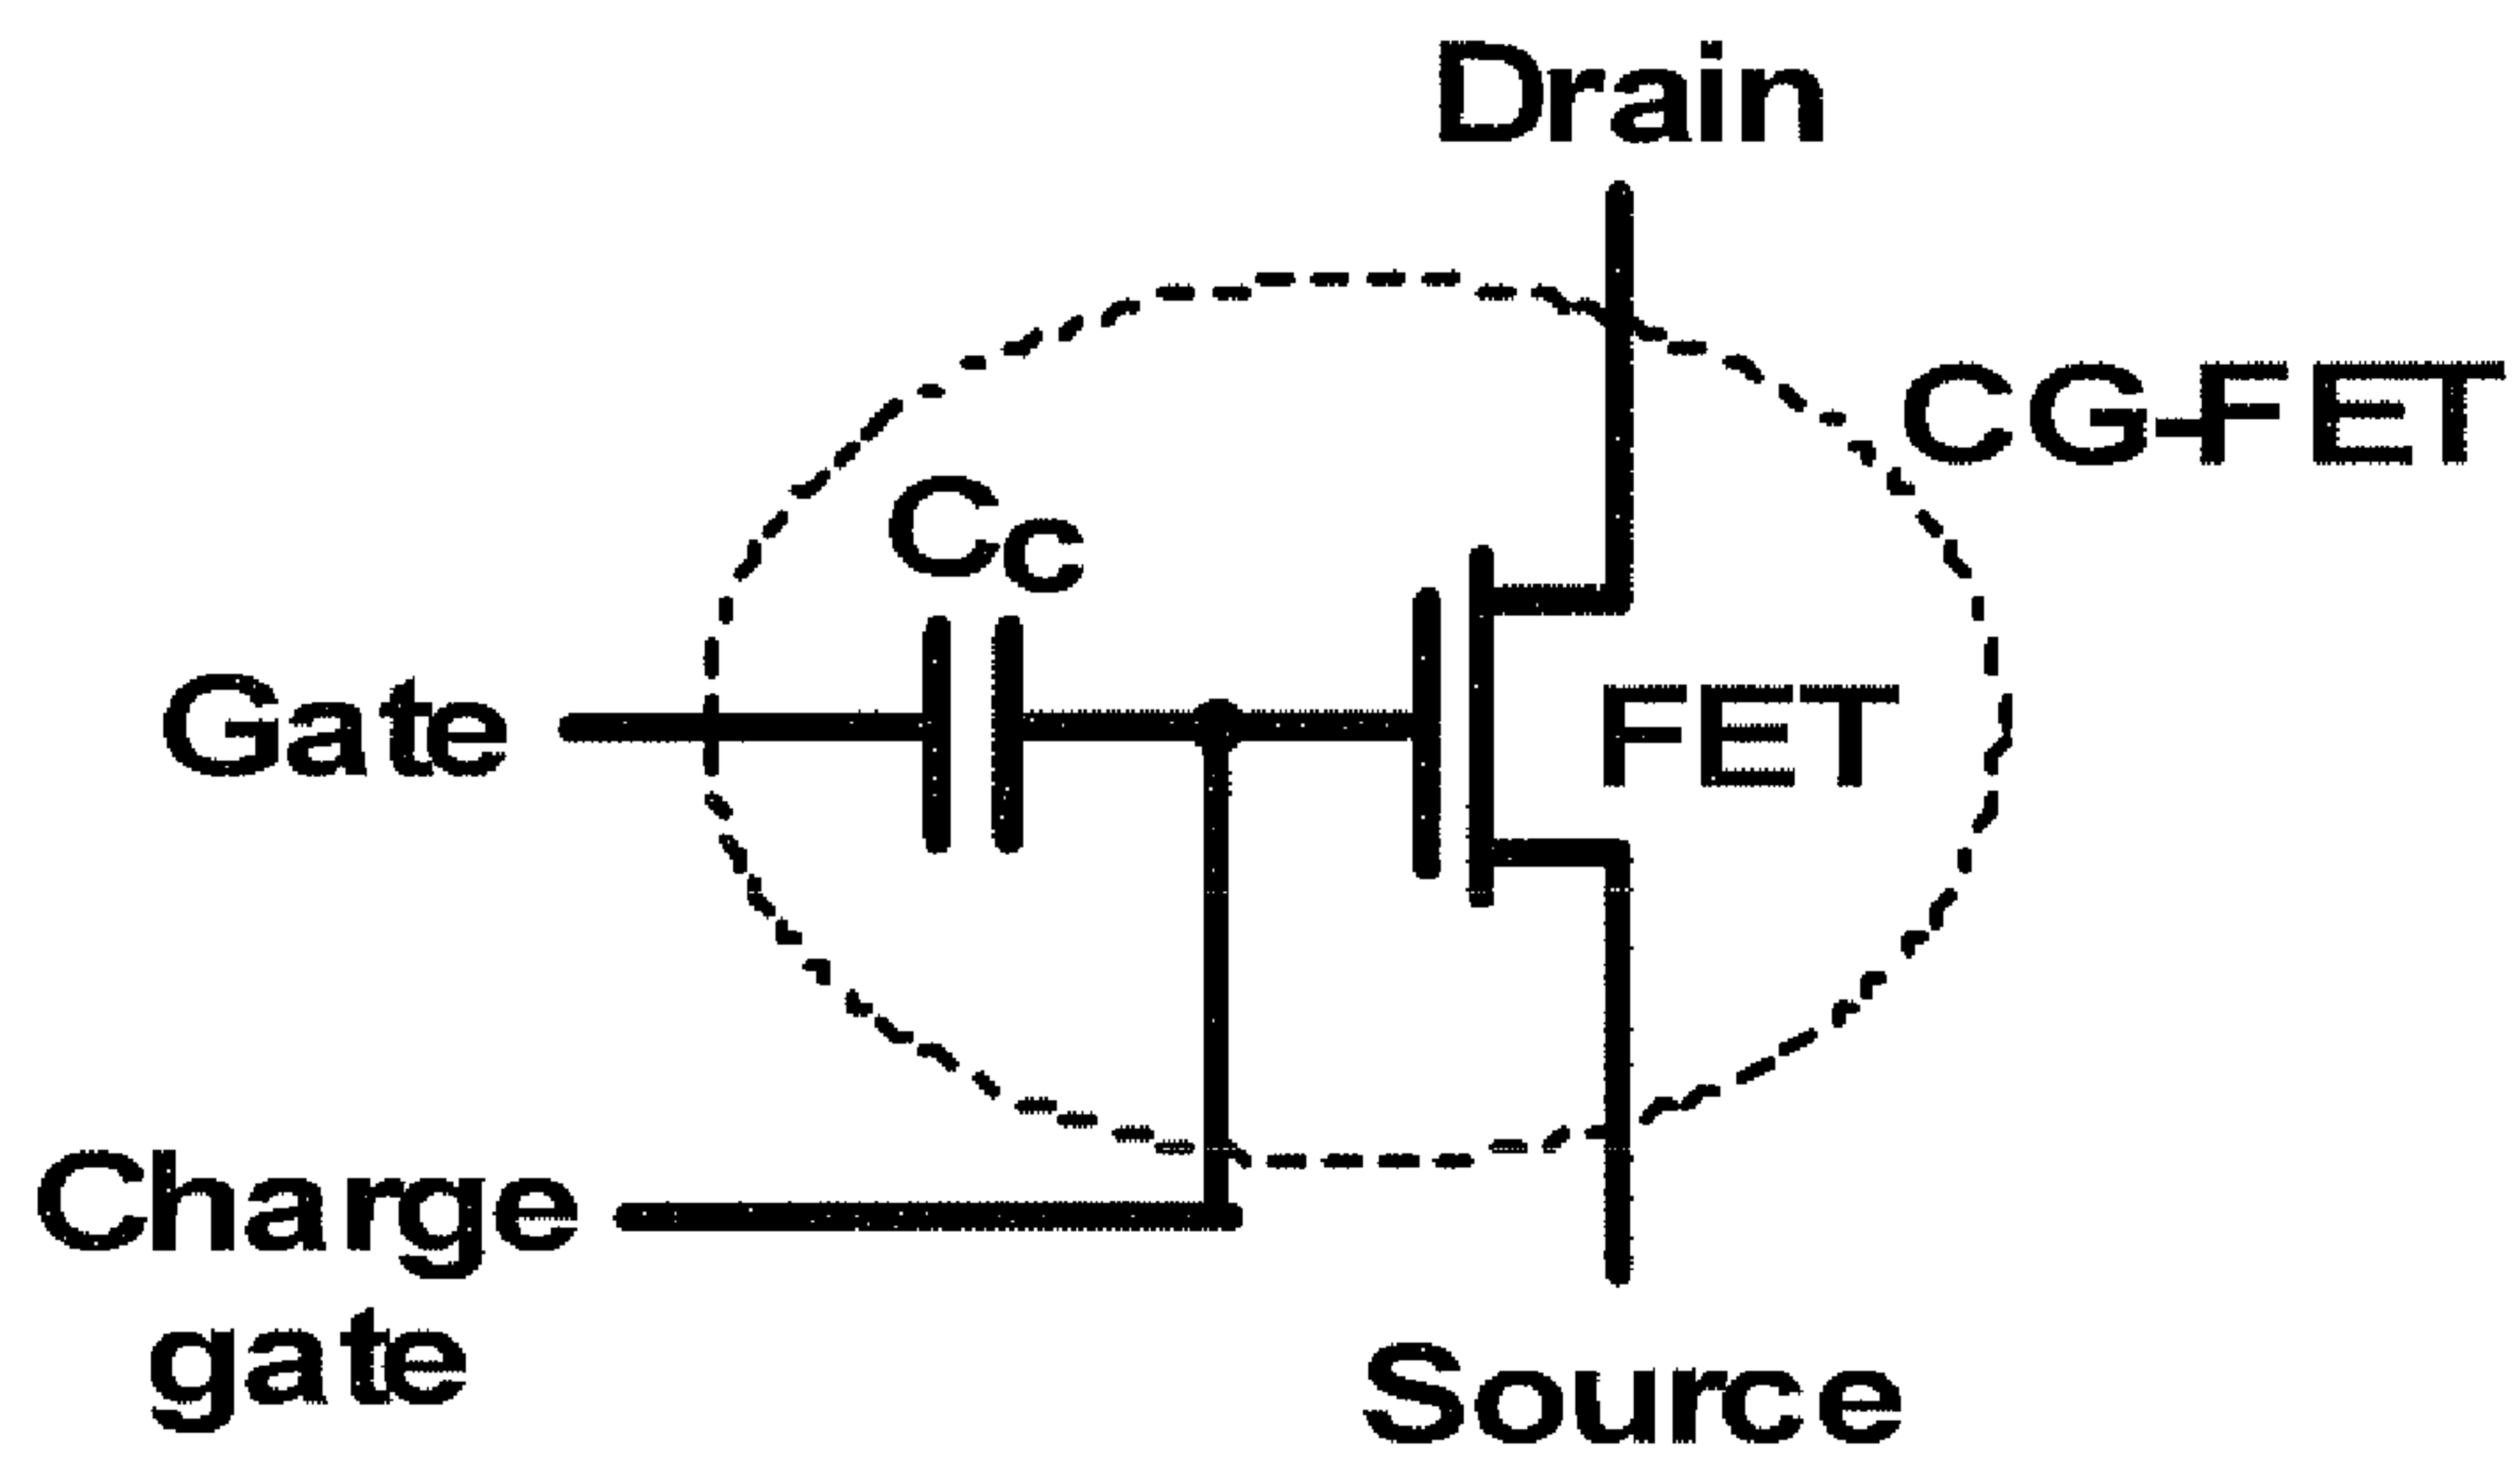 Drain
CG-FET
Cc
Gate
FET
Charge
gate
Source